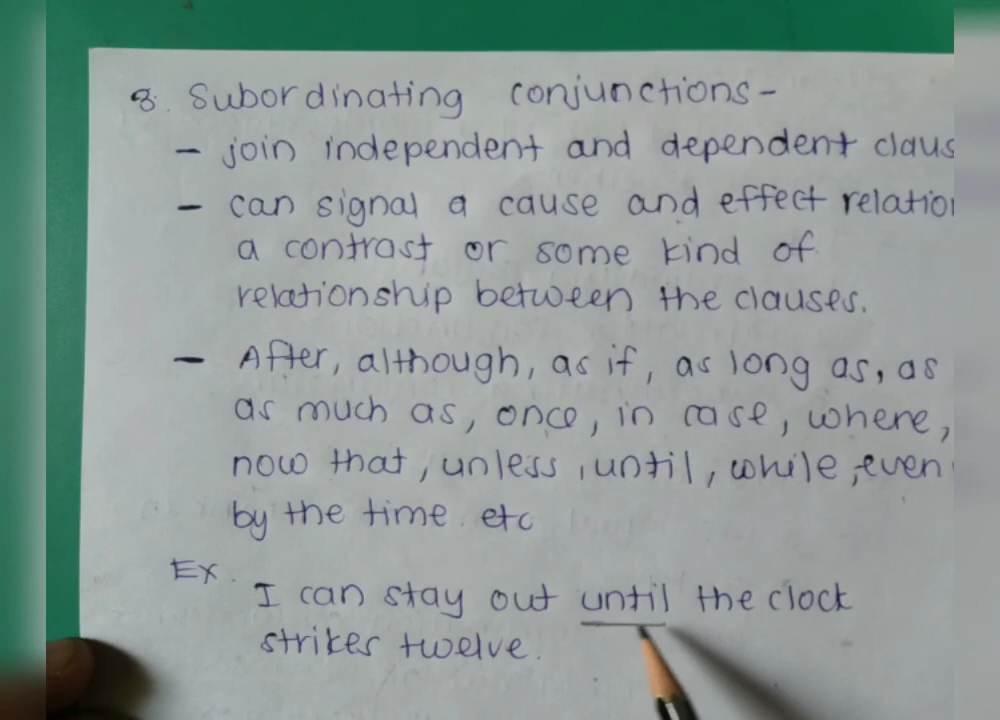 8. Subordinating conjunctions-
- join independent and dependent claus
- can signal a cause and effect relation
a contrast or some kind of
relationship between the clauses.
- After, although, as if, as long as, as
as much as, once, in case, where,
now that, unless, until, while, even
by the time. etc
Ex.
I can stay out until the clock
strikes twelve.